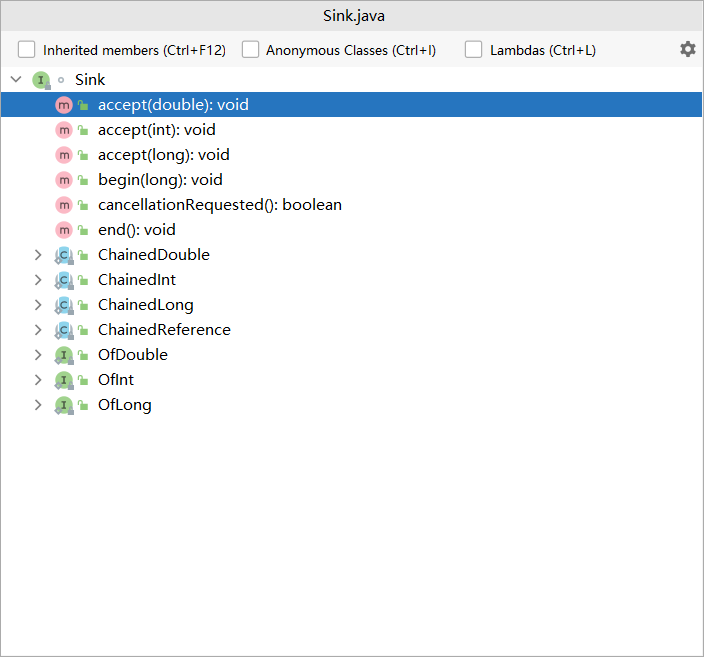 Sink.java
Inherited members (Ctrl+F12) Anonymous Classes (Ctrl+I) Lambdas (Ctrl+L)
I Sink
m accept(double): void
m accept(int): void
m accept(long): void
m begin(long): void
m cancellationRequested(): boolean
m end(): void
C ChainedDouble
C ChainedInt
C ChainedLong
C ChainedReference
I OfDouble
I OfInt
I OfLong